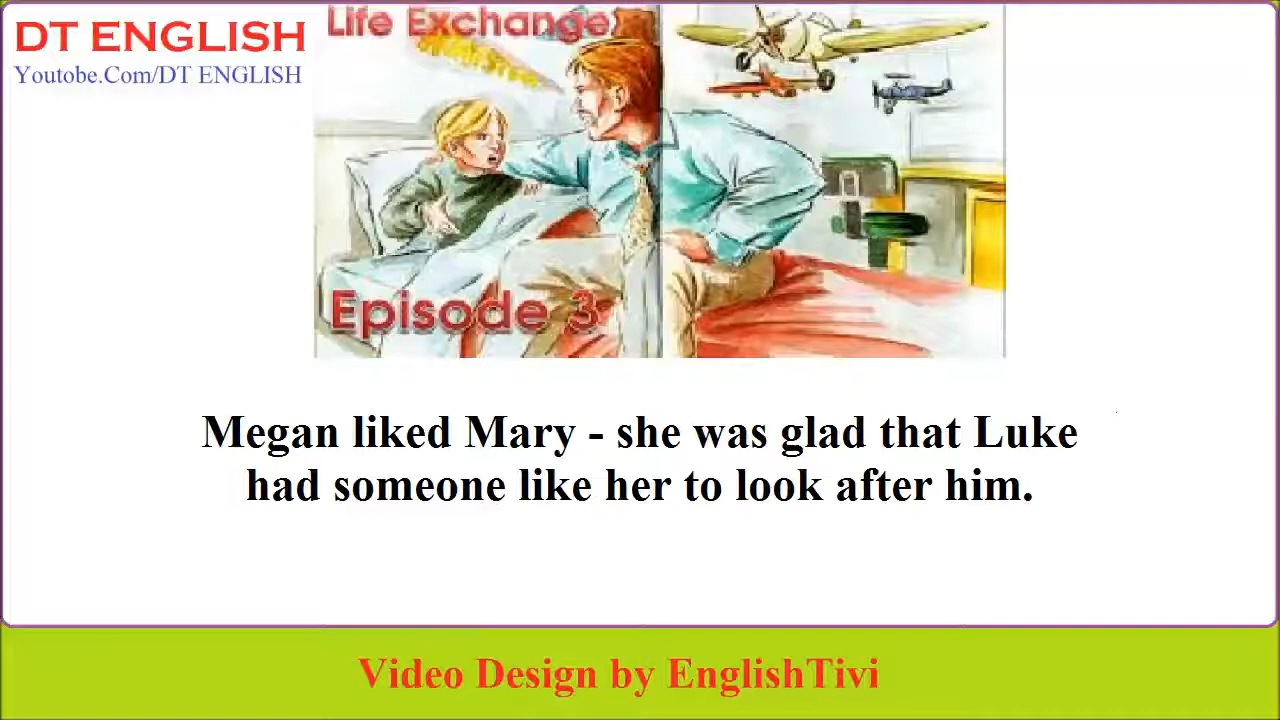 DT ENGLISH
Youtobe.Com/DT ENGLISH
Life Exchange
Episode 3
Megan liked Mary - she was glad that Luke
had someone like her to look after him.
Video Design by EnglishTivi